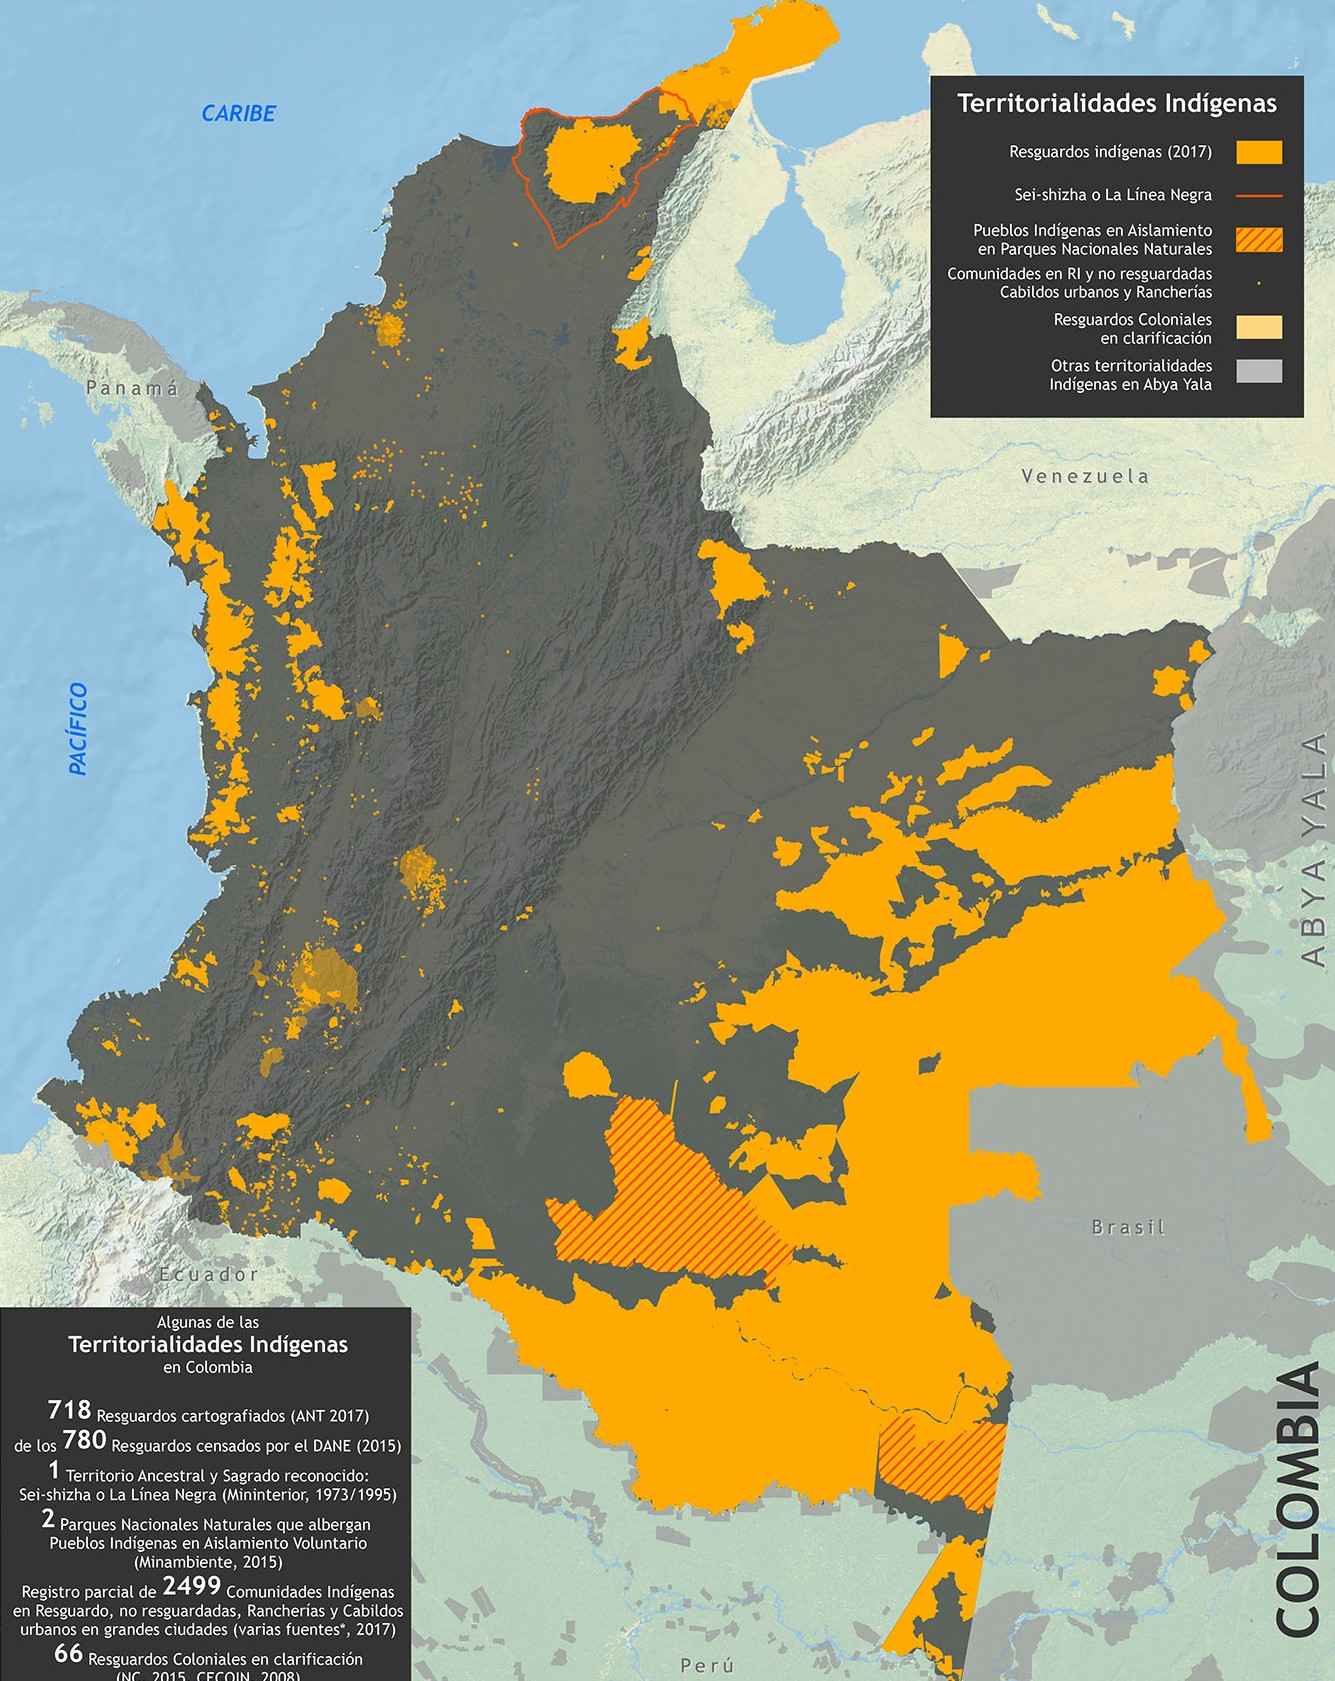 CARIBE
Territorialidades Indígenas
Resguardos indígenas (2017)
Sei-shizha o La Línea Negra
Pueblos Indígenas en Aislamiento
en Parques Nacionales Naturales
Comunidades en RI y no resguardadas
Cabildos urbanos y Rancherías
Resguardos Coloniales
en clarificación
Otras territorialidades
Indígenas en Abya Yala
Panamá
Venezuela
PACÍFICO
ABYA YALA
Brasil
Ecuador
Perú
COLOMBIA
Algunas de las
Territorialidades Indígenas
en Colombia
718 Resguardos cartografiados (ANT 2017)
de los 780 Resguardos censados por el DANE (2015)
1 Territorio Ancestral y Sagrado reconocido:
Sei-shizha o La Línea Negra (Mininterior, 1973/1995)
2 Parques Nacionales Naturales que albergan
Pueblos Indígenas en Aislamiento Voluntario
(Minambiente, 2015)
Registro parcial de 2499 Comunidades Indígenas
en Resguardo, no resguardadas, Rancherías y Cabildos
urbanos en grandes ciudades (varias fuentes*, 2017)
66 Resguardos Coloniales en clarificación
(NC, 2015, CECOIN, 2008)